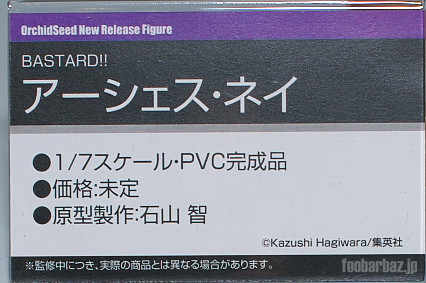 OrchidSeed New Release Figure
BASTARD!!
アーシェス・ネイ
●1/7スケール・PVC完成品
●価格:未定
●原型製作:石山 智
©Kazushi Hagiwara/集英社
※監修中につき、実際の商品とは異なる場合があります。
foobarbaz.jp